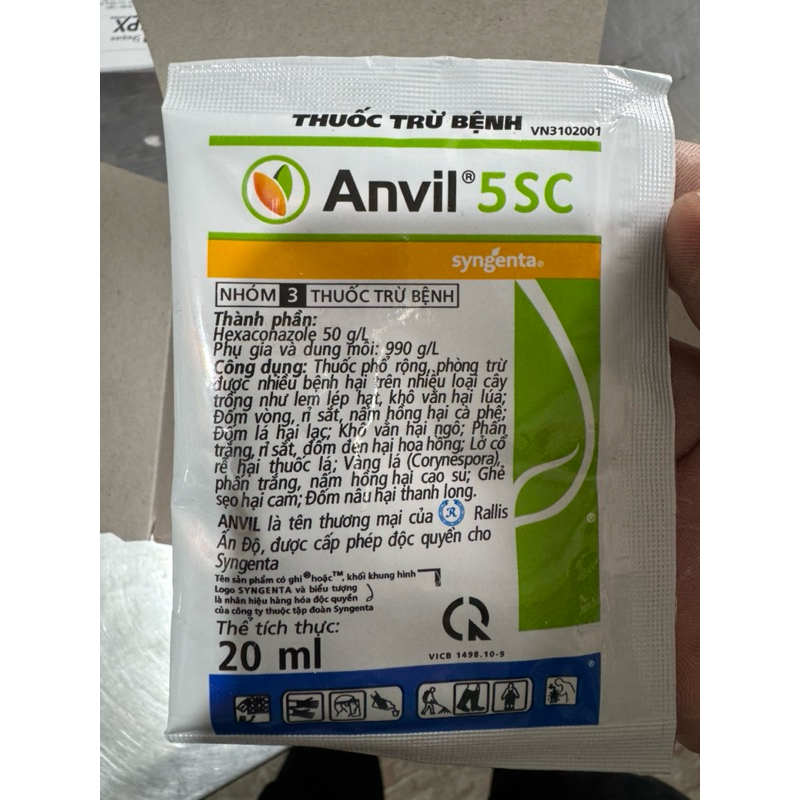 Shopee
PX
THUỐC TRỪ BỆNH VN3102001
Anvil® 5SC
syngenta®
NHÓM 3 THUỐC TRỪ BỆNH
Thành phần:
Hexaconazole 50 g/L
Phụ gia và dung môi: 990 g/L
Công dụng: Thuốc phổ rộng, phòng trừ
được nhiều bệnh hại trên nhiều loại cây
trồng như lem lép hạt, khô vằn hại lúa;
Đốm vòng, rỉ sắt, nấm hồng hại cà phê;
Đốm lá hại lạc; Khô vằn hại ngô; Phấn
trắng, rỉ sắt, đốm đen hại hoa hồng; Lở cổ
rễ hại thuốc lá; Vàng lá (Corynespora),
phấn trắng, nấm hồng hại cao su; Ghẻ
sẹo hại cam; Đốm nâu hại thanh long.
ANVIL là tên thương mại của R Rallis
Ấn Độ, được cấp phép độc quyền cho
Syngenta
Tên sản phẩm có ghi ® hoặc ™, khối khung hình
Logo SYNGENTA và biểu tượng
là nhãn hiệu hàng hóa độc quyền
của công ty thuộc tập đoàn Syngenta
Thể tích thực:
20 ml
VICB 1498.10-9
®
®